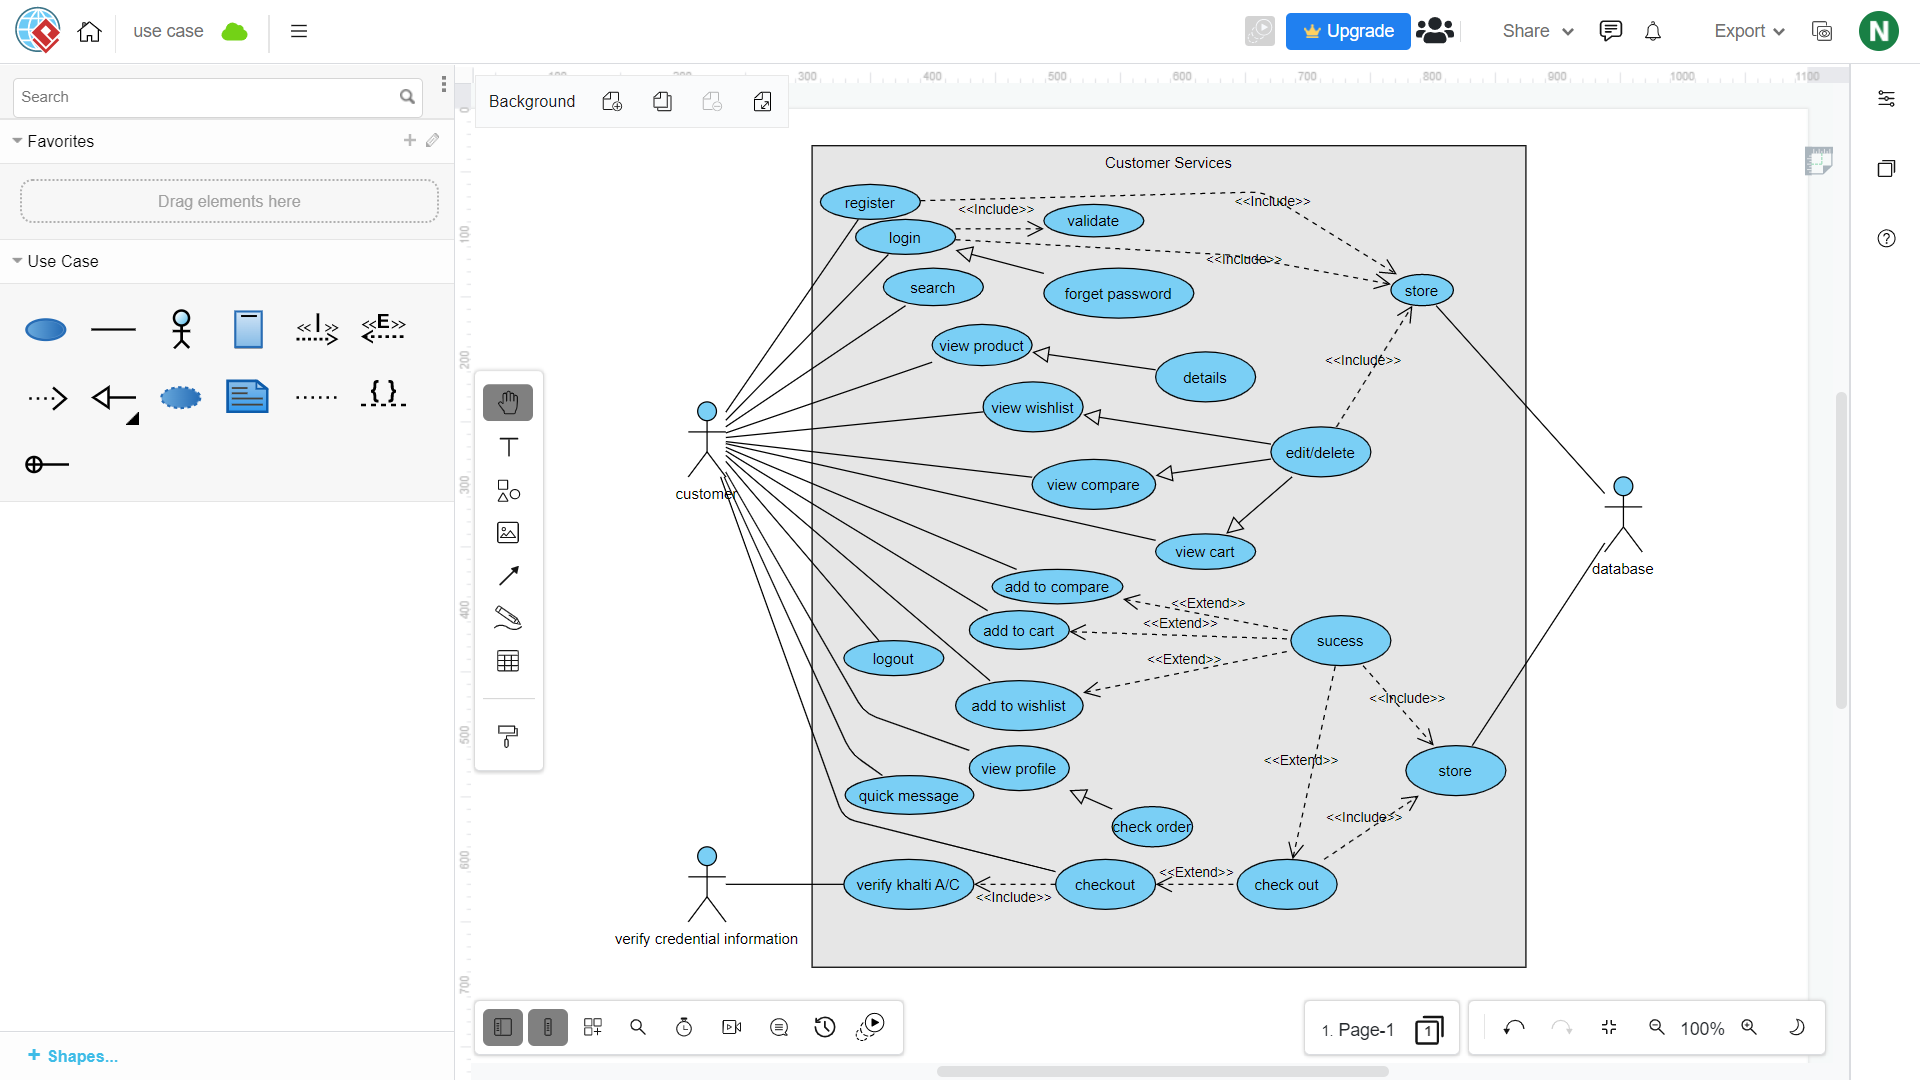 use case
Upgrade
Share
Export
N
Search
Favorites
Drag elements here
Use Case
<<I>>
<<E>>
{ }
Shapes...
Background
100
200
300
400
500
600
700
800
900
1000
1100
0
100
200
300
400
500
600
700
Customer Services
register
<<Include>>
<<Include>>
validate
login
<<Include>>
search
forget password
store
view product
<<Include>>
details
view wishlist
edit/delete
view compare
customer
view cart
database
add to compare
<<Extend>>
<<Extend>>
add to cart
sucess
logout
<<Extend>>
<<Include>>
add to wishlist
<<Extend>>
view profile
store
quick message
<<Include>>
check order
<<Extend>>
verify khalti A/C
checkout
check out
<<Include>>
verify credential information
1. Page-1
1
100%